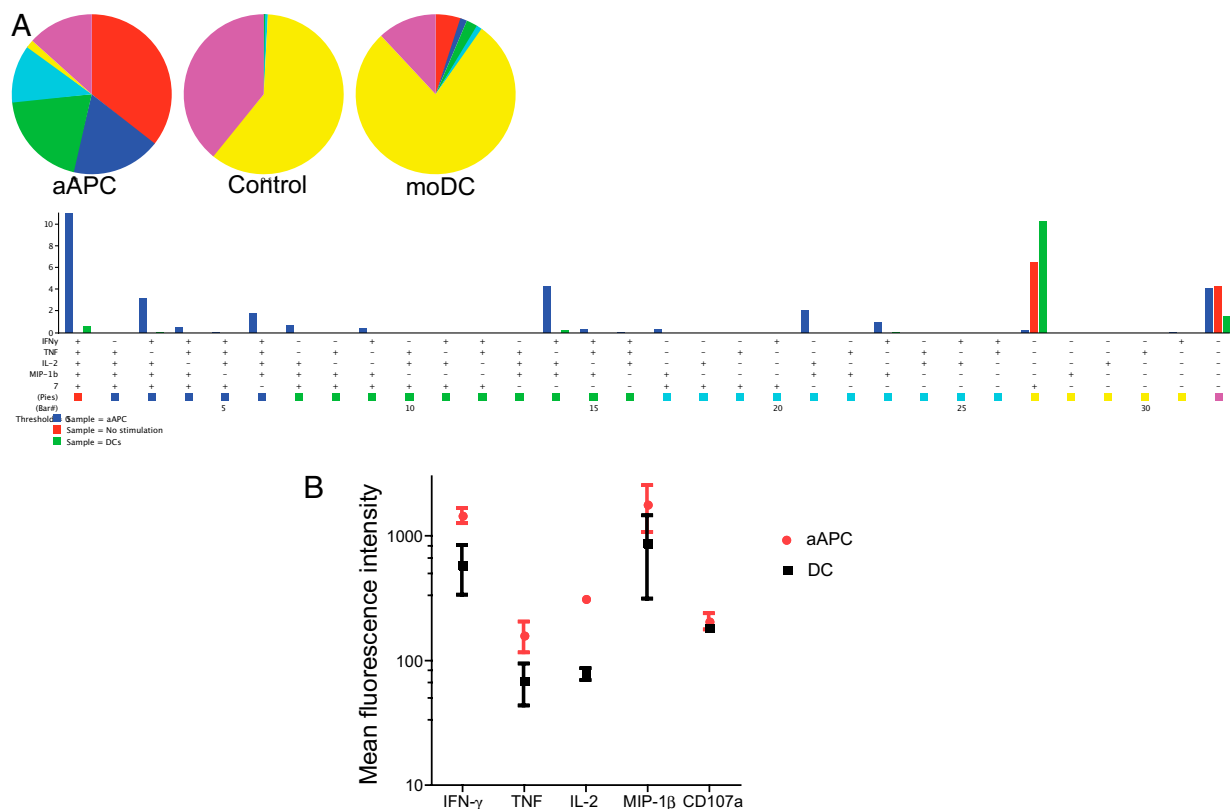 A
aAPC
Control
moDC
10
8
6
4
2
0
IFNγ + – + + + + – – + – + + – + + + – – – + – – + – + + – – – – + –
TNF + + – + + + – + – + – + + – + + – – + – – + – + – + – – – + – –
IL-2 + + + – + + + – – + + – + + – + – + – – + – – + + – – – + – – –
MIP-1b + + + + – + + + + – – – + + + – + – – – + + + – – – – + – – – –
7 + + + + + – + + + + + + – – – – + + + + – – – – – – + – – – – –
(Pies)
(Bar#) 5 10 15 20 25 30
Sample = aAPC
Sample = No stimulation
Sample = DCs
B
Mean fluorescence intensity
1000
100
10
IFN-γ TNF IL-2 MIP-1β CD107a
aAPC
DC